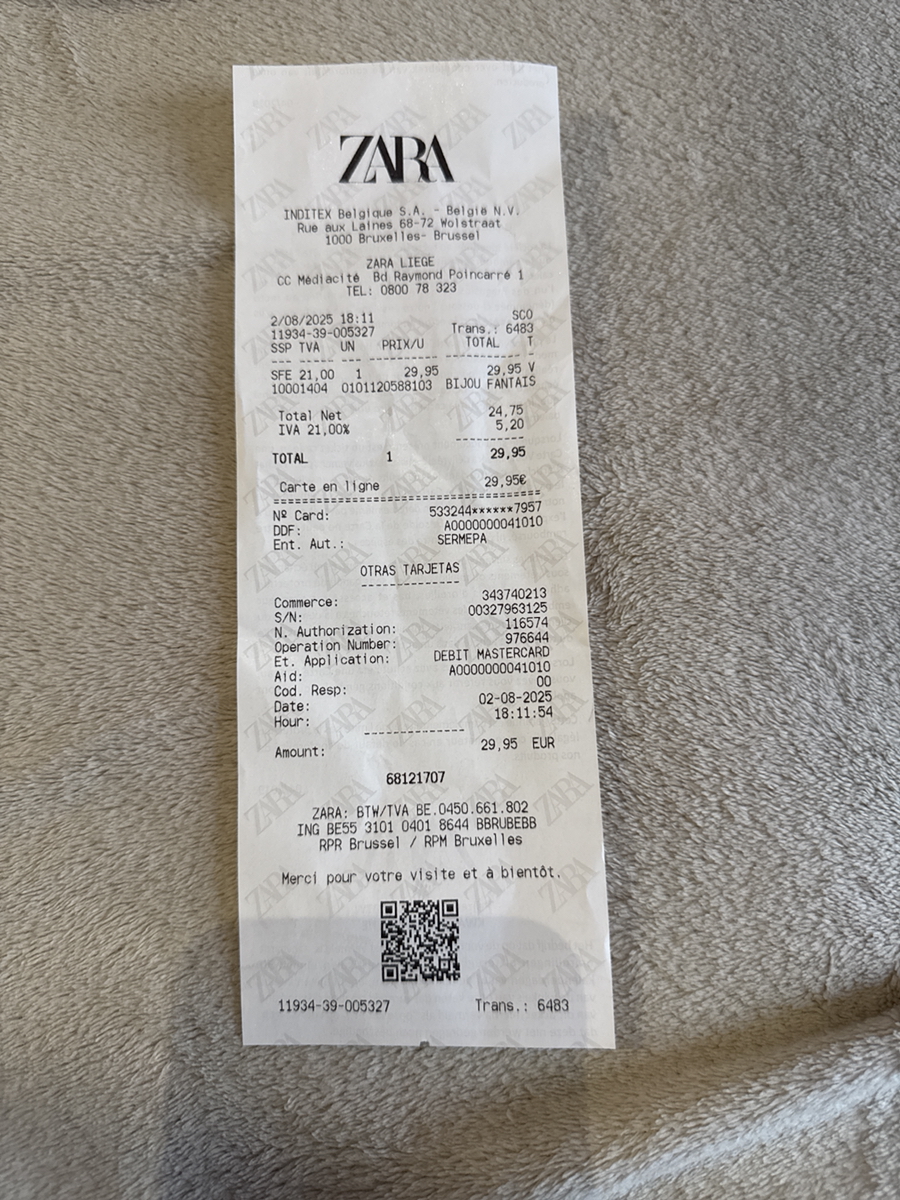 ZARA
INDITEX Belgique S.A. - Belgie N.V.
Rue aux Laines 68-72 Wolstraat
1000 Bruxelles- Brussel
ZARA LIEGE
CC Médiacité Bd Raymond Poincarré 1
TEL: 0800 78 323
2/08/2025 18:11 SCO
11934-39-005327 Trans.: 6483
SSP TVA UN PRIX/U TOTAL T
SFE 21,00 1 29,95 29,95 V
10001404 0101120588103 BIJOU FANTAIS
Total Net 24,75
IVA 21,00% 5,20
TOTAL 1 29,95
Carte en ligne 29,95€
Nº Card: 533244******7957
DDF: A0000000041010
Ent. Aut.: SERMEPA
OTRAS TARJETAS
Commerce: 343740213
S/N: 00327963125
N. Authorization: 116574
Operation Number: 976644
Et. Application: DEBIT MASTERCARD
Aid: A0000000041010
Cod. Resp: 00
Date: 02-08-2025
Hour: 18:11:54
Amount: 29,95 EUR
68121707
ZARA: BTW/TVA BE.0450.661.802
ING BE55 3101 0401 8644 BBRUBEBB
RPR Brussel / RPM Bruxelles
Merci pour votre visite et à bientôt.
11934-39-005327 Trans.: 6483